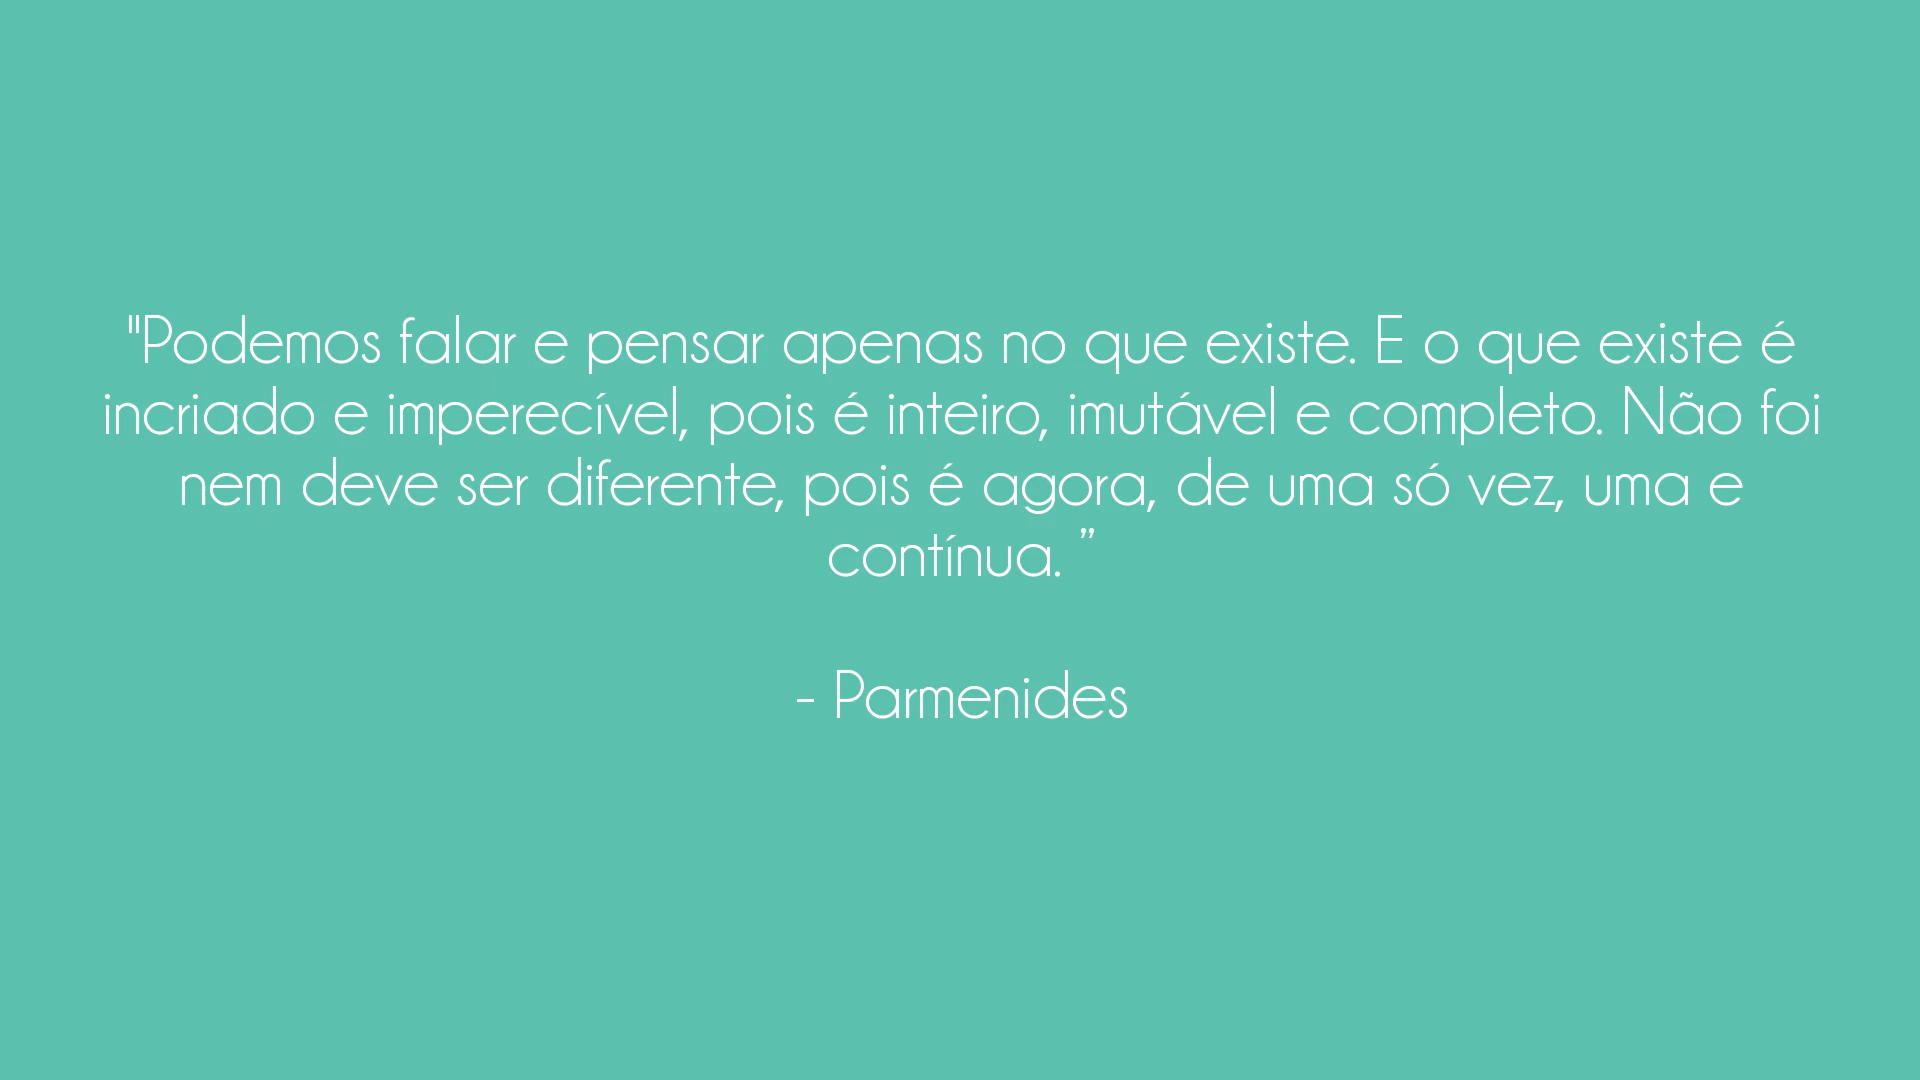 "Podemos falar e pensar apenas no que existe. E o que existe é
incriado e imperecível, pois é inteiro, imutável e completo. Não foi
nem deve ser diferente, pois é agora, de uma só vez, uma e
contínua. ”
- Parmenides